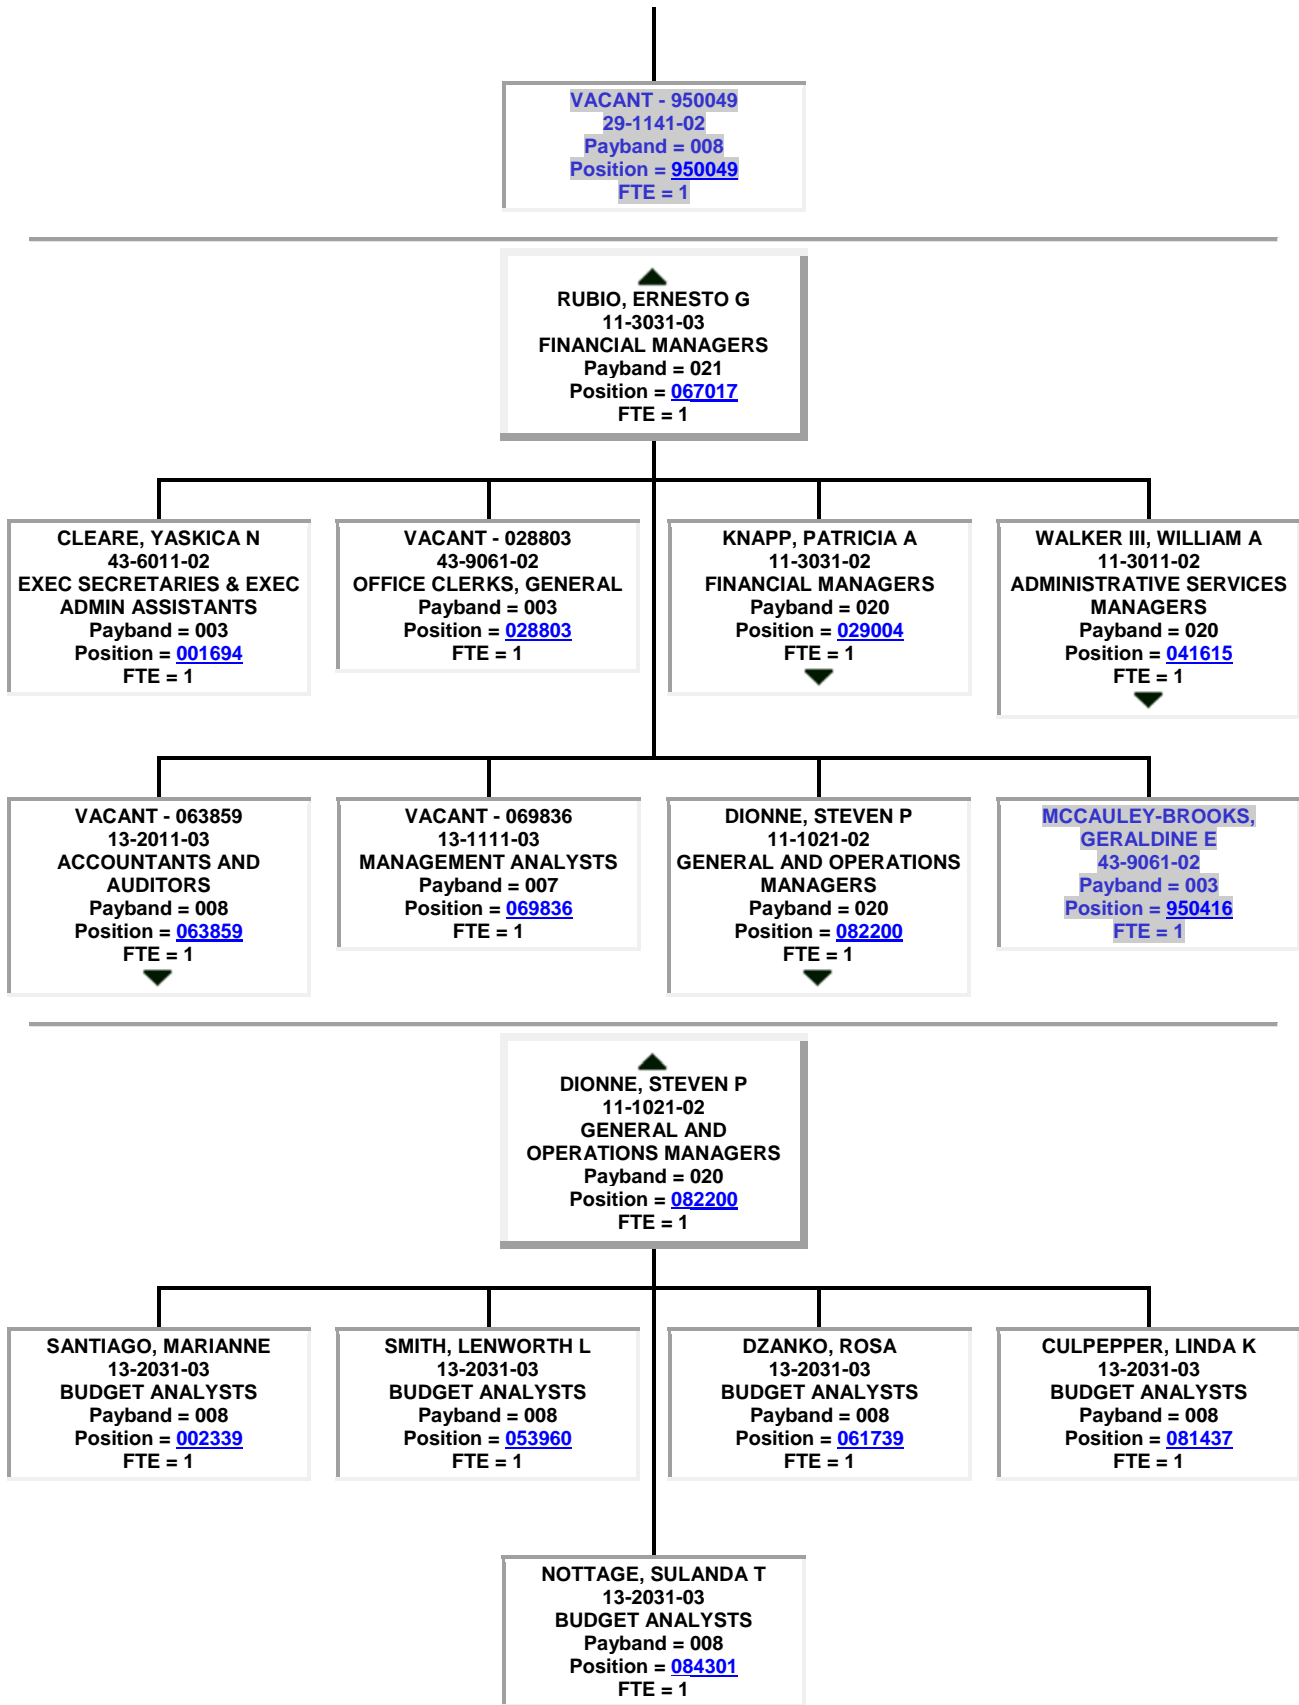 VACANT - 950049
29-1141-02
Payband = 008
Position = 950049
FTE = 1
RUBIO, ERNESTO G
11-3031-03
FINANCIAL MANAGERS
Payband = 021
Position = 067017
FTE = 1
CLEARE, YASKICA N
43-6011-02
EXEC SECRETARIES & EXEC
ADMIN ASSISTANTS
Payband = 003
Position = 001694
FTE = 1
VACANT - 028803
43-9061-02
OFFICE CLERKS, GENERAL
Payband = 003
Position = 028803
FTE = 1
KNAPP, PATRICIA A
11-3031-02
FINANCIAL MANAGERS
Payband = 020
Position = 029004
FTE = 1
WALKER III, WILLIAM A
11-3011-02
ADMINISTRATIVE SERVICES
MANAGERS
Payband = 020
Position = 041615
FTE = 1
VACANT - 063859
13-2011-03
ACCOUNTANTS AND
AUDITORS
Payband = 008
Position = 063859
FTE = 1
VACANT - 069836
13-1111-03
MANAGEMENT ANALYSTS
Payband = 007
Position = 069836
FTE = 1
DIONNE, STEVEN P
11-1021-02
GENERAL AND OPERATIONS
MANAGERS
Payband = 020
Position = 082200
FTE = 1
MCCAULEY-BROOKS,
GERALDINE E
43-9061-02
Payband = 003
Position = 950416
FTE = 1
DIONNE, STEVEN P
11-1021-02
GENERAL AND
OPERATIONS MANAGERS
Payband = 020
Position = 082200
FTE = 1
SANTIAGO, MARIANNE
13-2031-03
BUDGET ANALYSTS
Payband = 008
Position = 002339
FTE = 1
SMITH, LENWORTH L
13-2031-03
BUDGET ANALYSTS
Payband = 008
Position = 053960
FTE = 1
DZANKO, ROSA
13-2031-03
BUDGET ANALYSTS
Payband = 008
Position = 061739
FTE = 1
CULPEPPER, LINDA K
13-2031-03
BUDGET ANALYSTS
Payband = 008
Position = 081437
FTE = 1
NOTTAGE, SULANDA T
13-2031-03
BUDGET ANALYSTS
Payband = 008
Position = 084301
FTE = 1